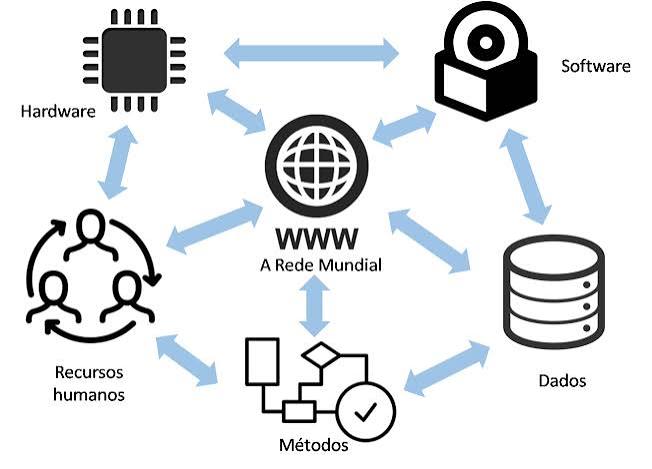 Hardware
Software
WWW
A Rede Mundial
Recursos
humanos
Dados
Métodos